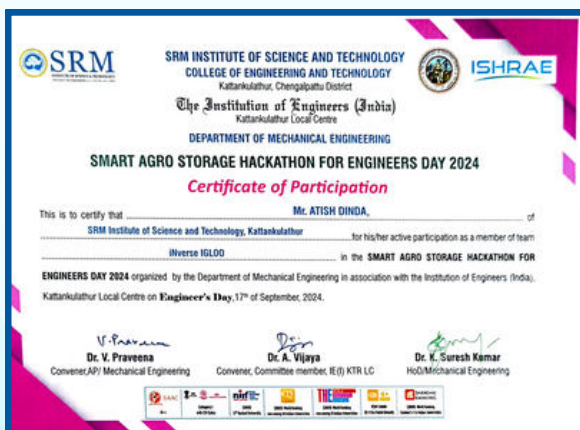 SRM
SRM INSTITUTE OF SCIENCE AND TECHNOLOGY
COLLEGE OF ENGINEERING AND TECHNOLOGY
Kattankulathur, Chengalpattu District
The Institution of Engineers (India)
Kattankulathur Local Centre
ISHRAE
DEPARTMENT OF MECHANICAL ENGINEERING
SMART AGRO STORAGE HACKATHON FOR ENGINEERS DAY 2024
Certificate of Participation
This is to certify that Mr. ATISH DINDA, of
SRM Institute of Science and Technology, Kattankulathur for his/her active participation as a member of team
iNverse IGLOO in the SMART AGRO STORAGE HACKATHON FOR
ENGINEERS DAY 2024 organized by the Department of Mechanical Engineering in association with the Institution of Engineers (India),
Kattankulathur Local Centre on Engineer's Day,17th of September, 2024.
V. Praveena
Dr. V. Praveena
Convener,AP/ Mechanical Engineering
Dr. A. Vijaya
Convener, Committee member, IE(I) KTR LC
Dr. K. Suresh Kumar
HoD/Mechanical Engineering
NAAC
nirf
THE